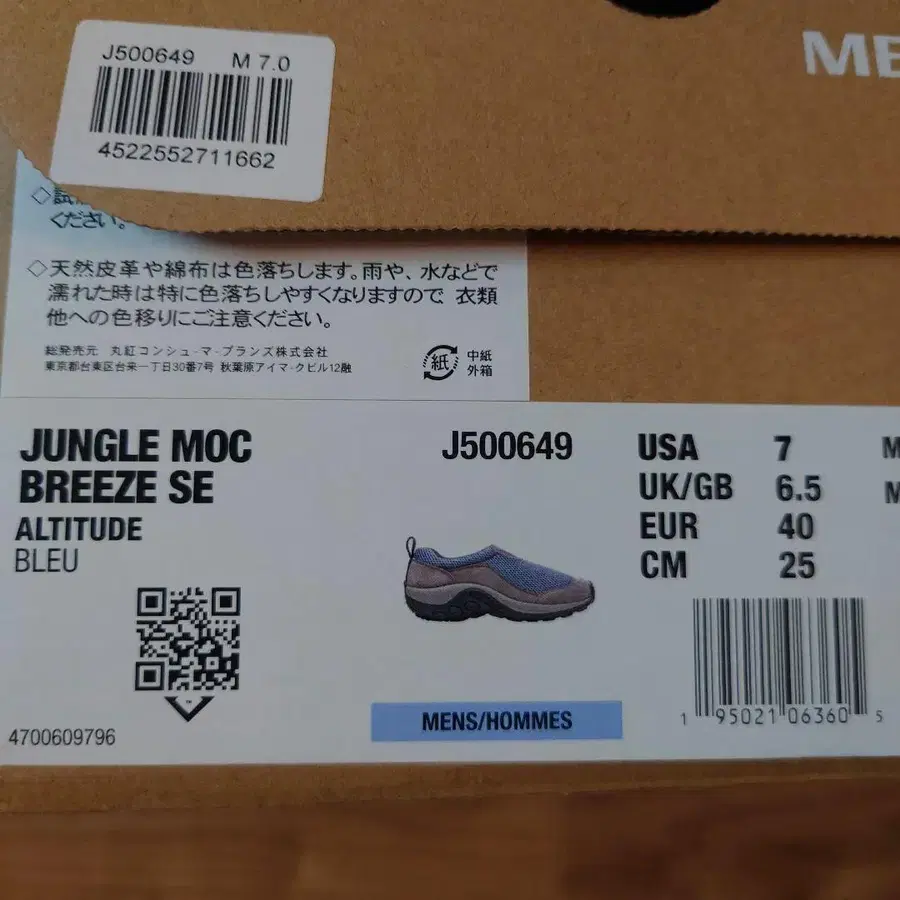 J500649 M 7.0
4522552711662
ME
ください。
◇天然皮革や綿布は色落ちします。雨や、水などで
濡れた時は特に色落ちしやすくなりますので、衣類
他への色移りにご注意ください。
総発売元 丸紅コンシューマーブランズ株式会社
東京都台東区台東一丁目30番7号 秋葉原アイマークビル12融
紙
中紙
外箱
JUNGLE MOC
BREEZE SE
ALTITUDE
BLEU
4700609796
J500649
MENS/HOMMES
USA 7 M
UK/GB 6.5 M
EUR 40
CM 25
1 95021 06360 5